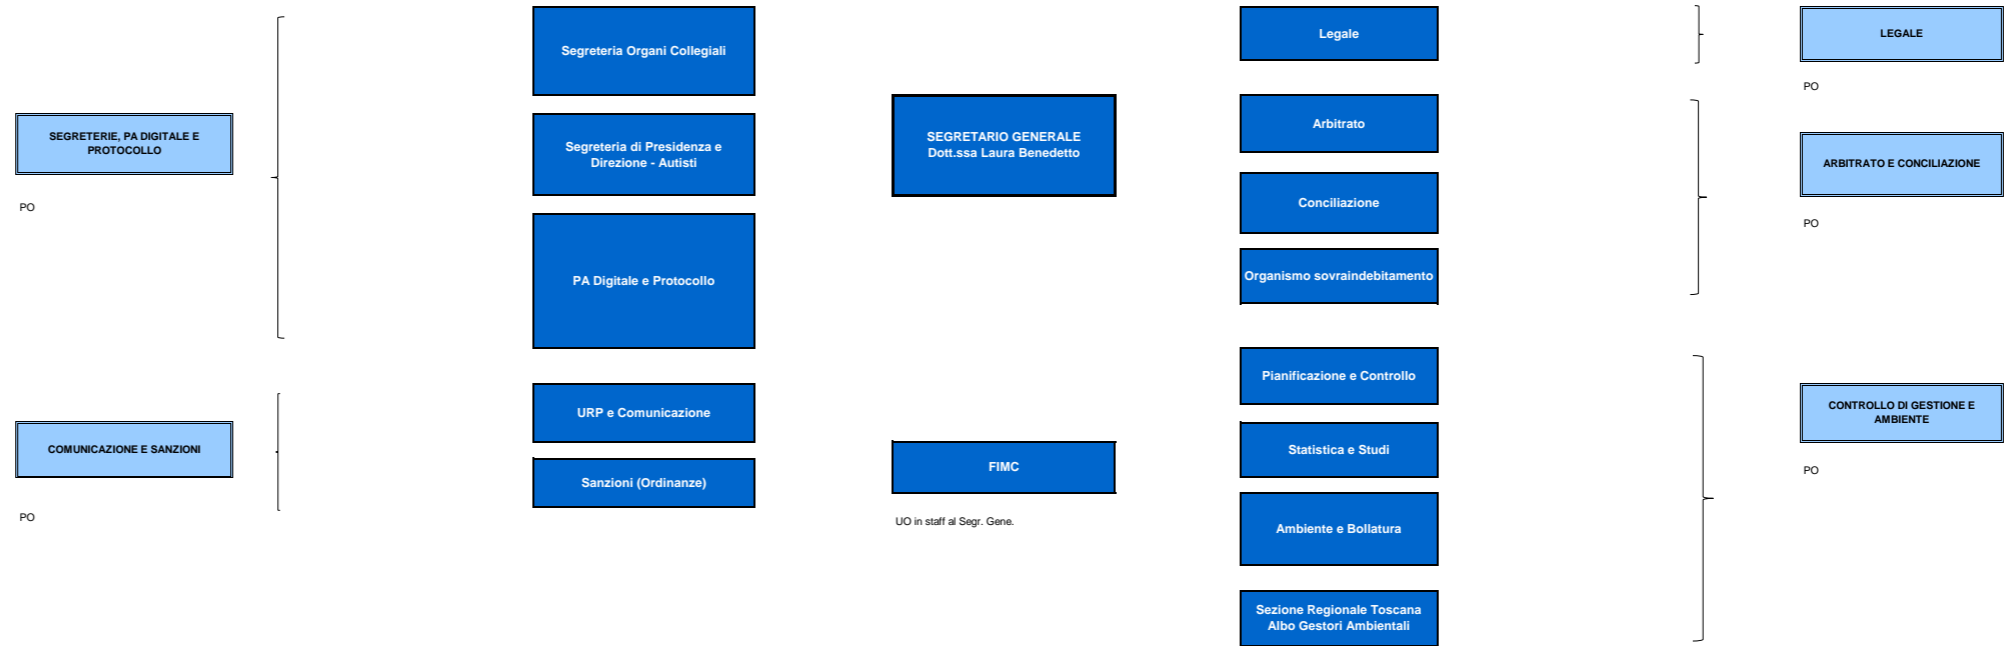 SEGRETERIE, PA DIGITALE E
PROTOCOLLO
PO
COMUNICAZIONE E SANZIONI
PO
Segreteria Organi Collegiali
Segreteria di Presidenza e
Direzione - Autisti
PA Digitale e Protocollo
URP e Comunicazione
Sanzioni (Ordinanze)
SEGRETARIO GENERALE
Dott.ssa Laura Benedetto
FIMC
UO in staff al Segr. Gene.
Legale
Arbitrato
Conciliazione
Organismo sovraindebitamento
Pianificazione e Controllo
Statistica e Studi
Ambiente e Bollatura
Sezione Regionale Toscana
Albo Gestori Ambientali
LEGALE
PO
ARBITRATO E CONCILIAZIONE
PO
CONTROLLO DI GESTIONE E
AMBIENTE
PO